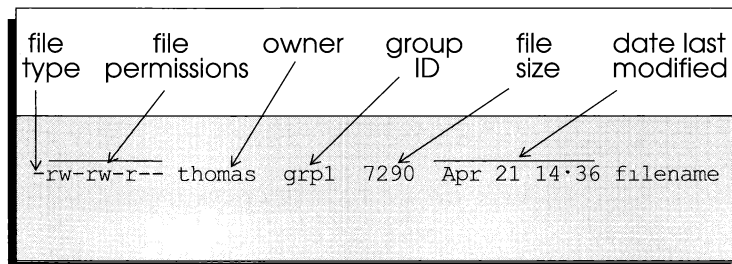 file file owner group file date last
type permissions ID size modified
-rw-rw-r-- thomas grp1 7290 Apr 21 14·36 filename